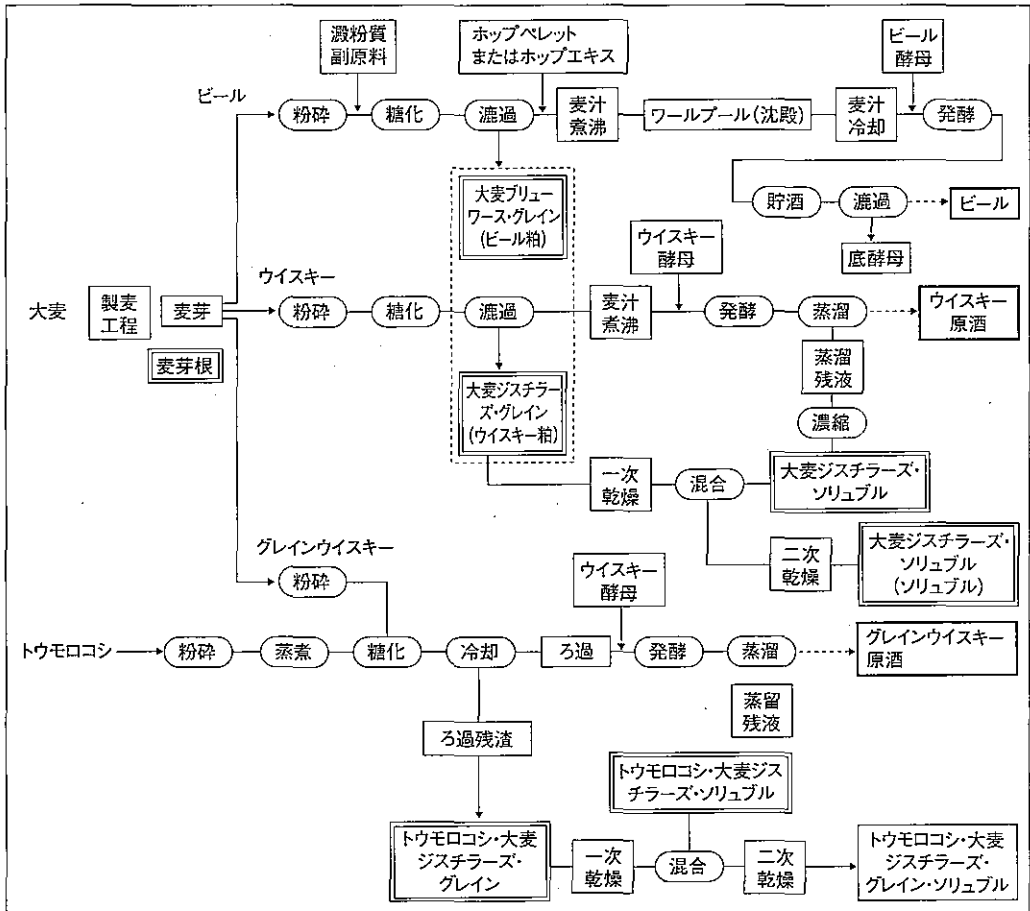 澱粉質
副原料
ホップペレット
またはホップエキス
ビール
酵母
ビール
粉砕
糖化
漉過
麦汁
煮沸
ワールプール(沈殿)
麦汁
冷却
発酵
大麦ブリュー
ワース・グレイン
(ビール粕)
貯酒
漉過
ビール
底酵母
ウイスキー
酵母
ウイスキー
大麦
製麦
工程
麦芽
粉砕
糖化
漉過
麦汁
煮沸
発酵
蒸溜
ウイスキー
原酒
麦芽根
蒸溜
残液
大麦ジスチラー
ズ・グレイン
(ウイスキー粕)
濃縮
一次
乾燥
混合
大麦ジスチラーズ・
ソリュブル
二次
乾燥
大麦ジスチラーズ・
ソリュブル
(ソリュブル)
グレインウイスキー
粉砕
ウイスキー
酵母
トウモロコシ
粉砕
蒸煮
糖化
冷却
ろ過
発酵
蒸溜
グレインウイスキー
原酒
蒸留
残液
ろ過残渣
トウモロコシ・大麦ジス
チラーズ・ソリュブル
トウモロコシ・大麦
ジスチラーズ・
グレイン
一次
乾燥
混合
二次
乾燥
トウモロコシ・大麦
ジスチラーズ・
グレイン・ソリュブル